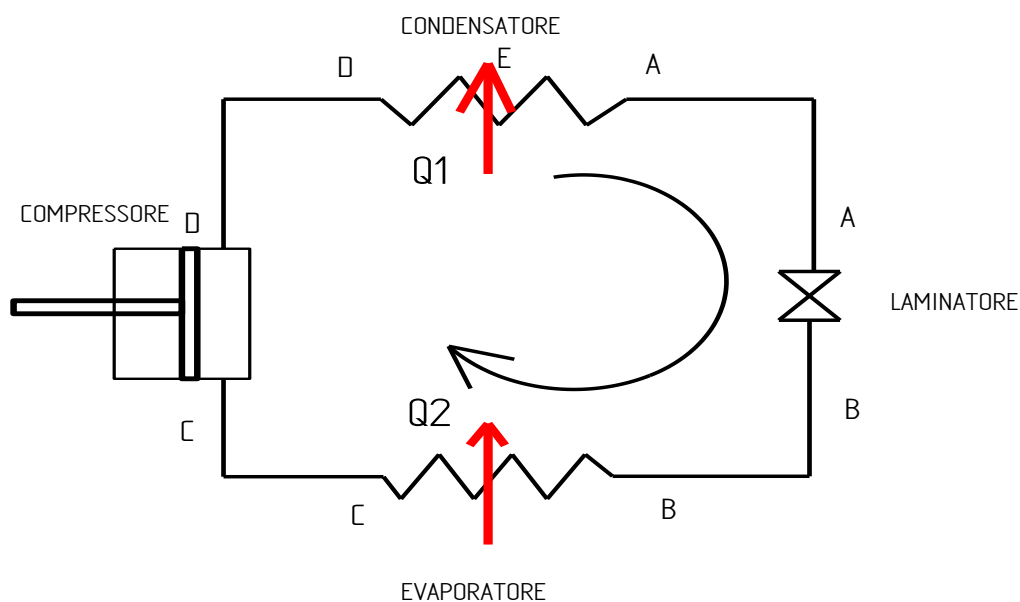 CONDENSATORE
E
D
A
Q1
COMPRESSORE
D
A
LAMINATORE
Q2
B
C
C
B
EVAPORATORE